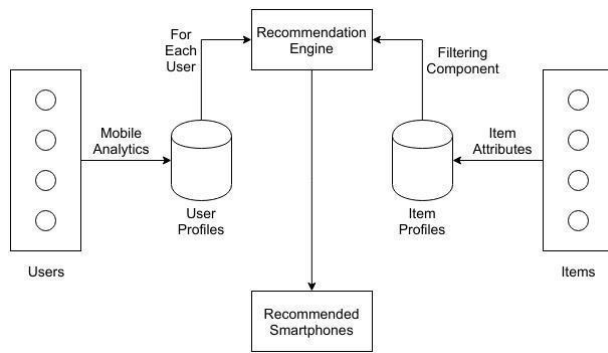 For
Each
User
Recommendation
Engine
Filtering
Component
Mobile
Analytics
Item
Attributes
User
Profiles
Item
Profiles
Users
Items
Recommended
Smartphones